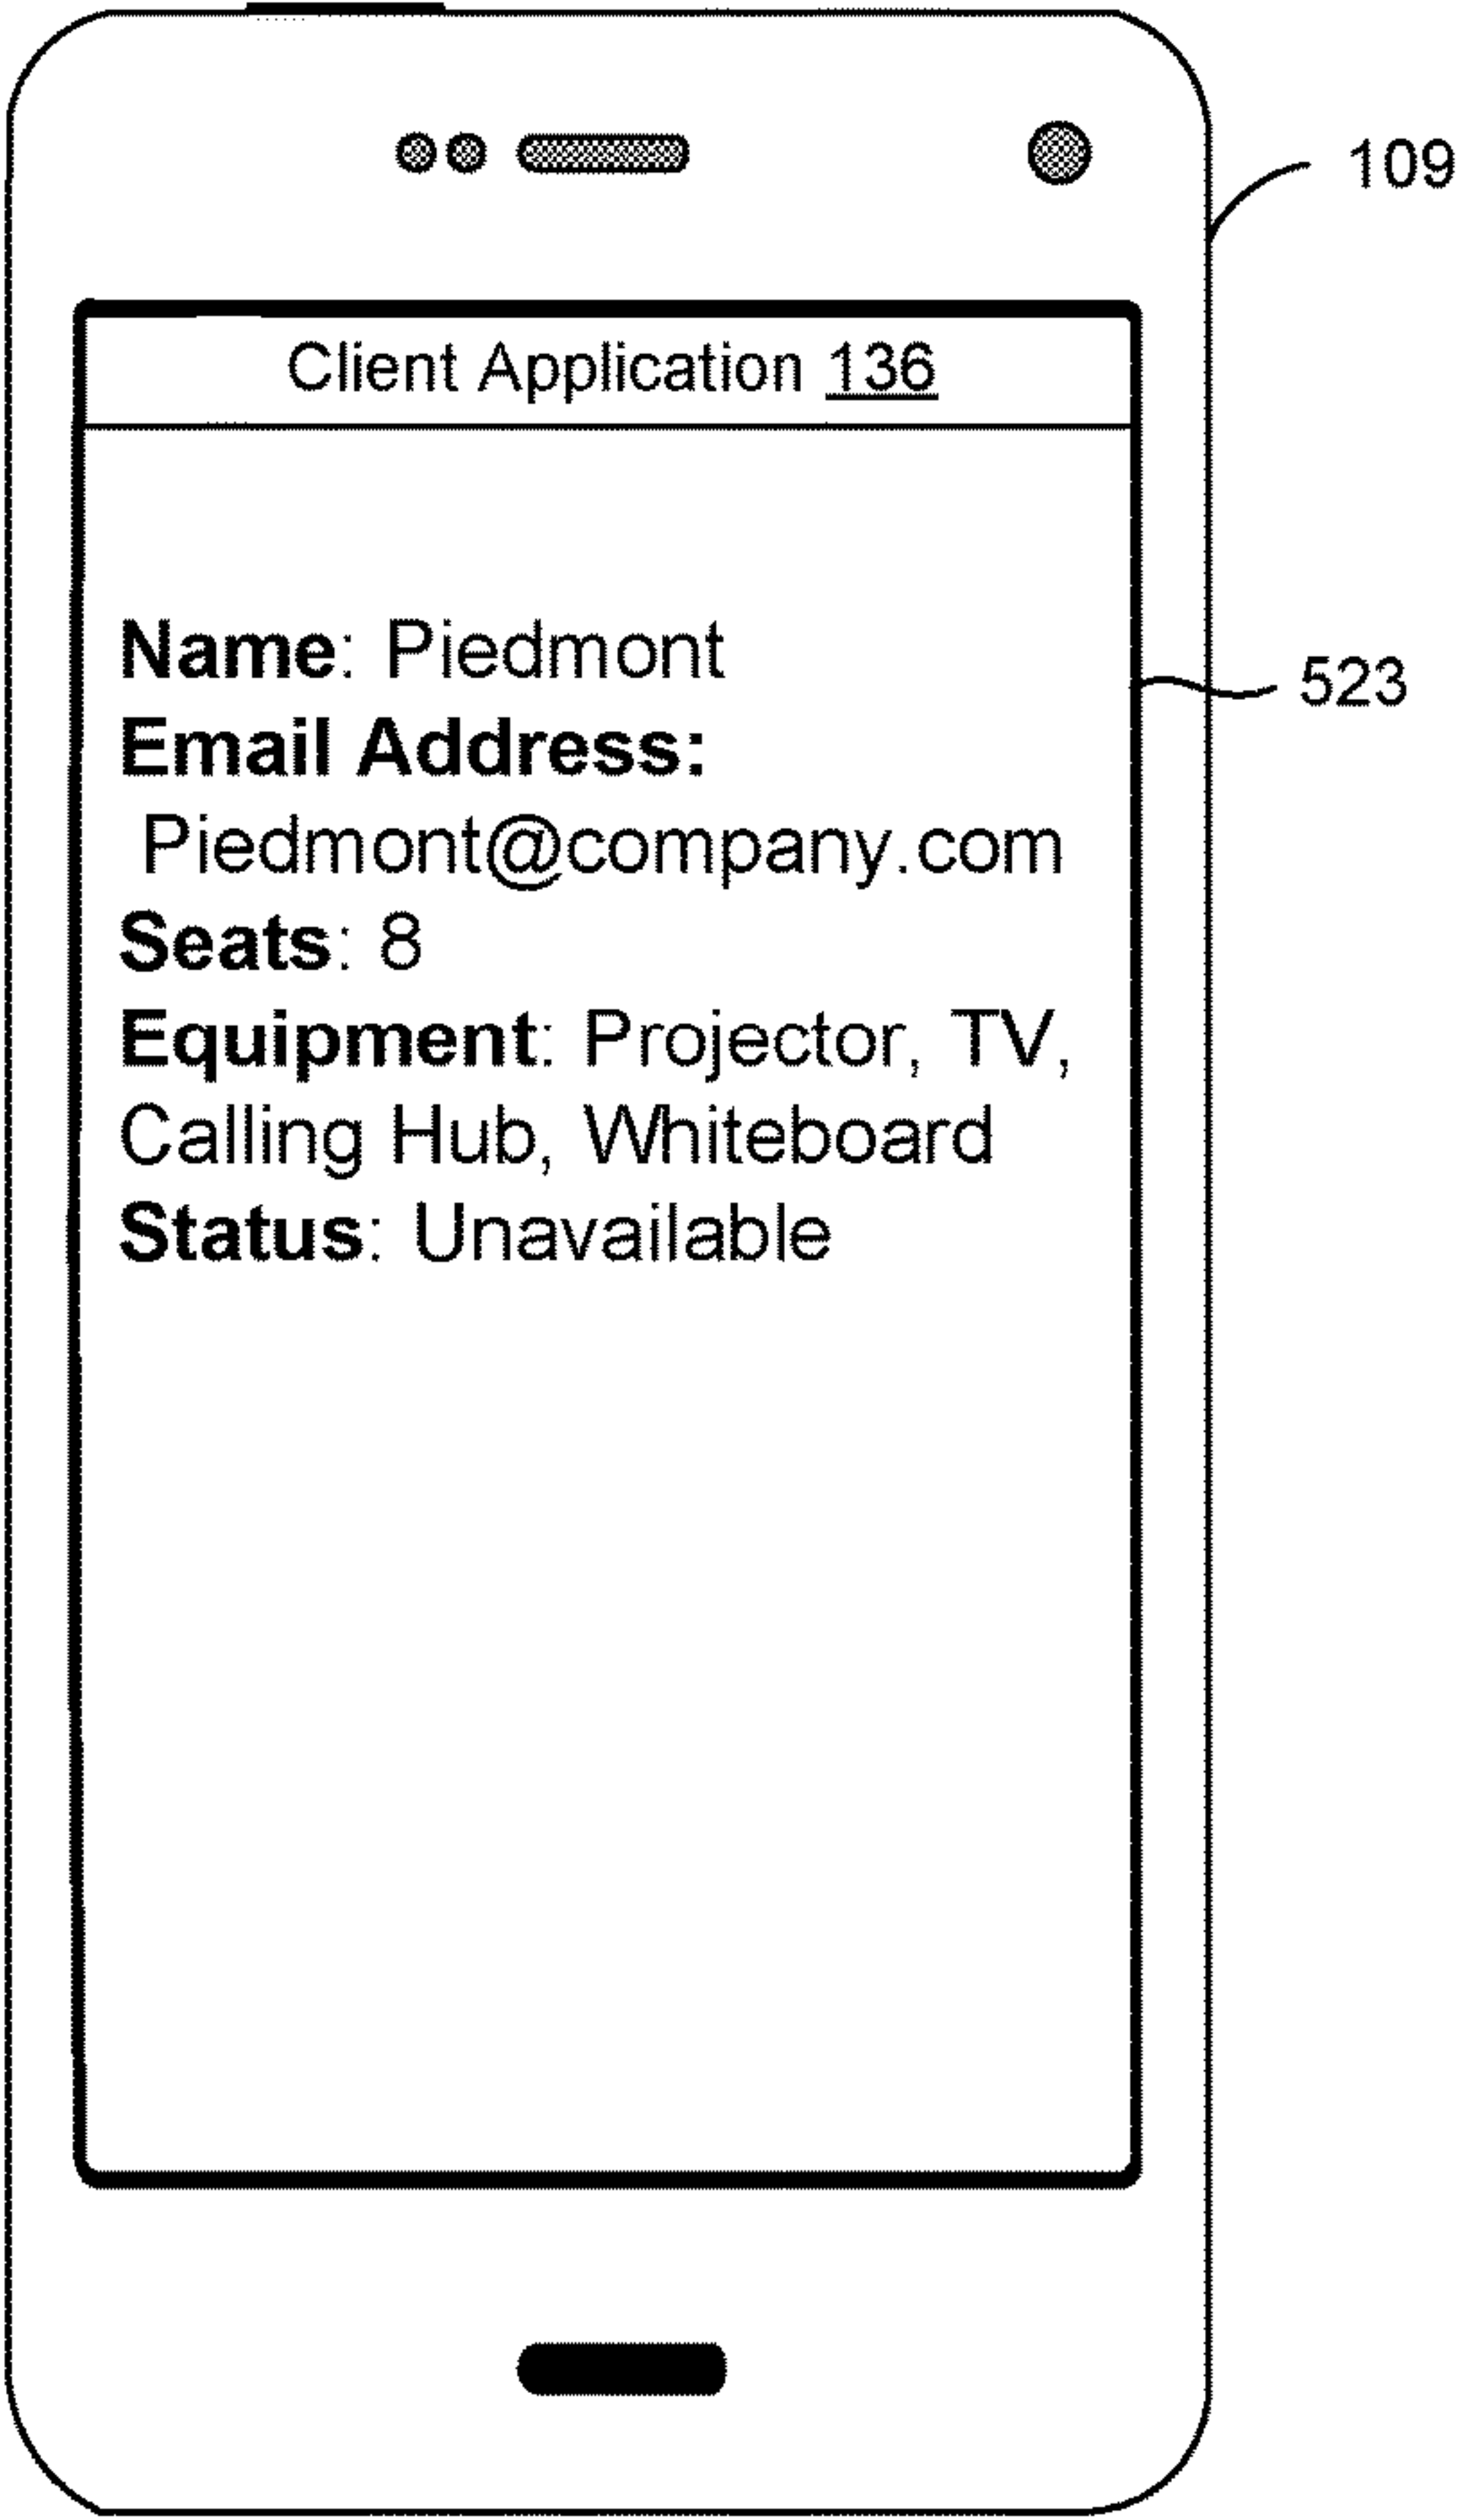 109
Client Application 136
Name: Piedmont
523
Email Address:
Piedmont@company.com
Seats: 8
Equipment: Projector, TV,
Calling Hub, Whiteboard
Status: Unavailable